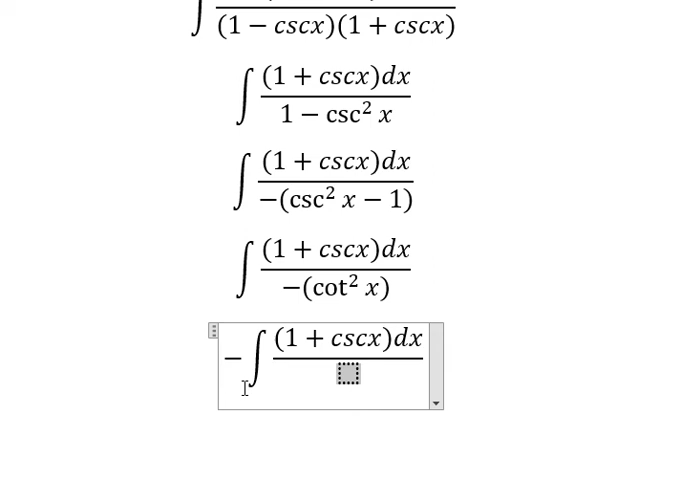 ∫ (1 − cscx)(1 + cscx)
∫ (1 + cscx)dx / 1 − csc² x
∫ (1 + cscx)dx / −(csc² x − 1)
∫ (1 + cscx)dx / −(cot² x)
−∫ (1 + cscx)dx